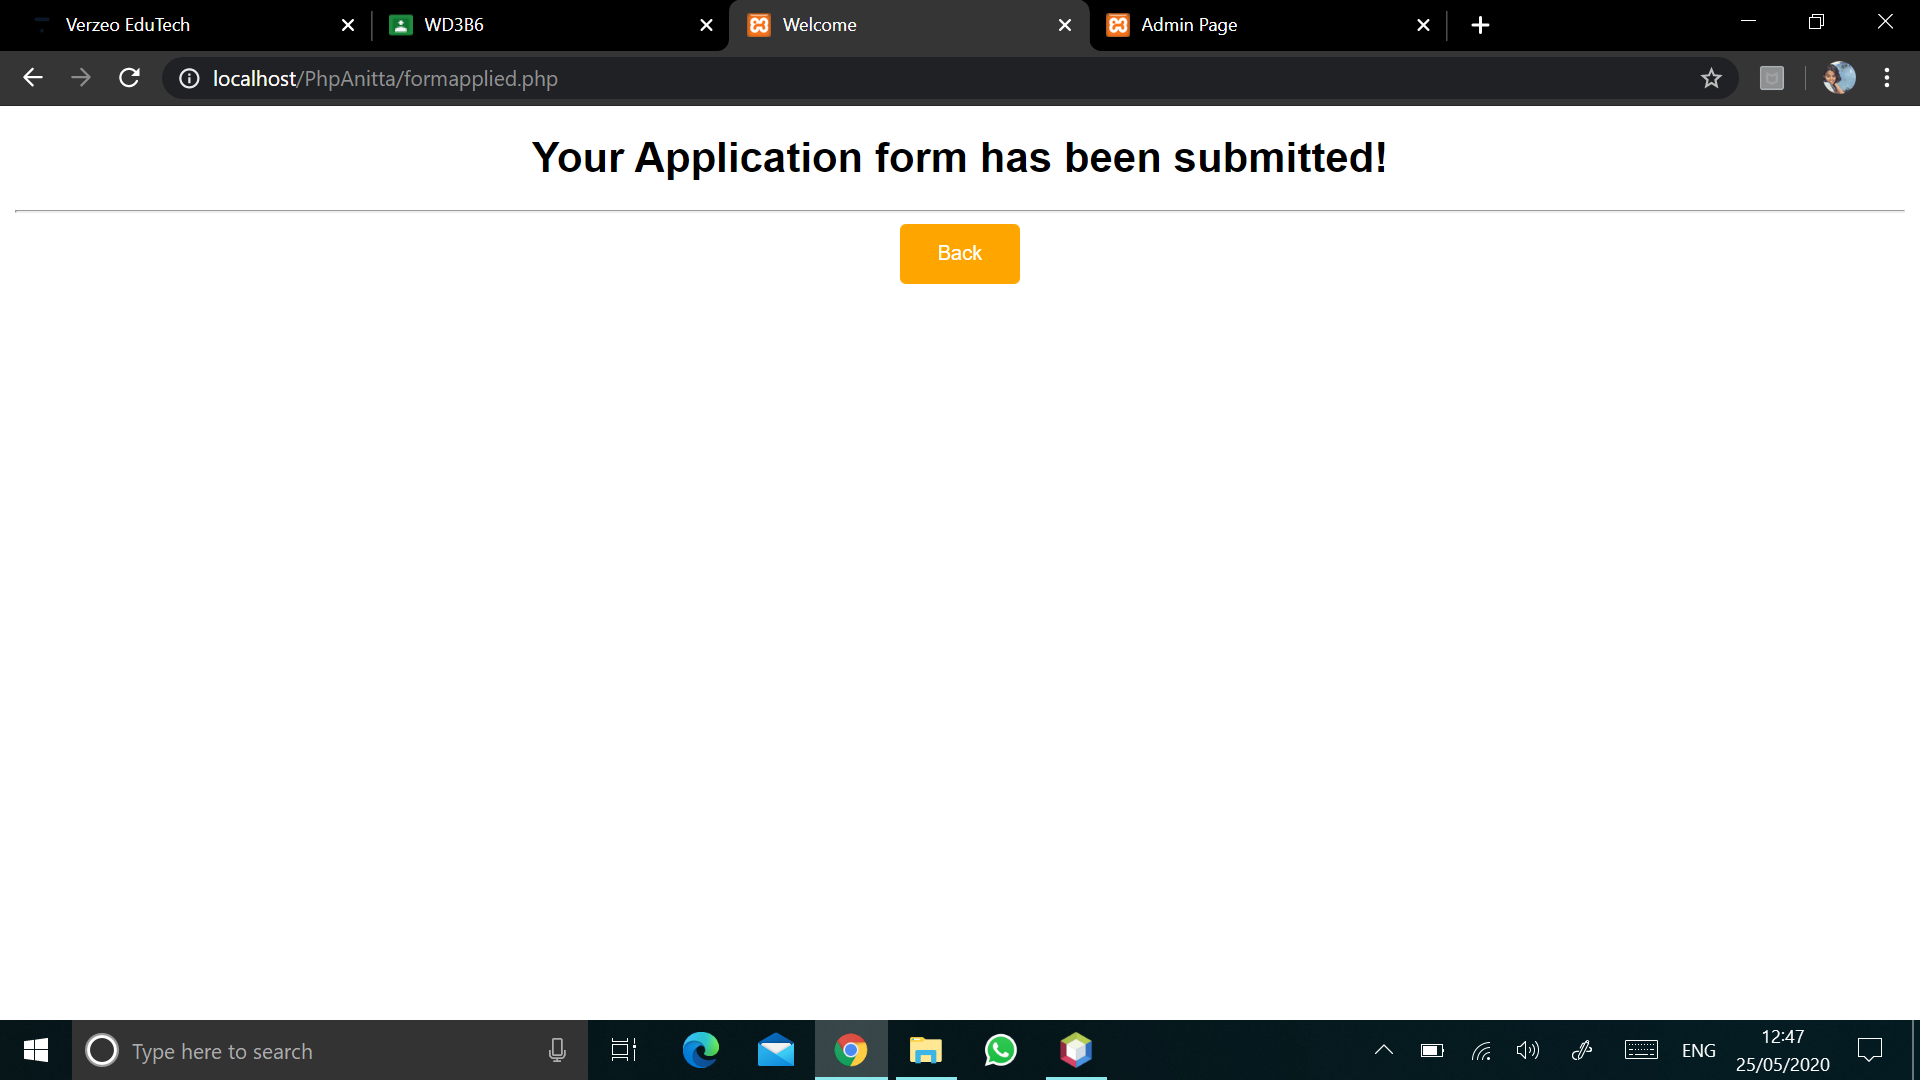 Verzeo EduTech
WD3B6
Welcome
Admin Page
localhost/PhpAnitta/formapplied.php
Your Application form has been submitted!
Back
Type here to search
ENG
12:47
25/05/2020